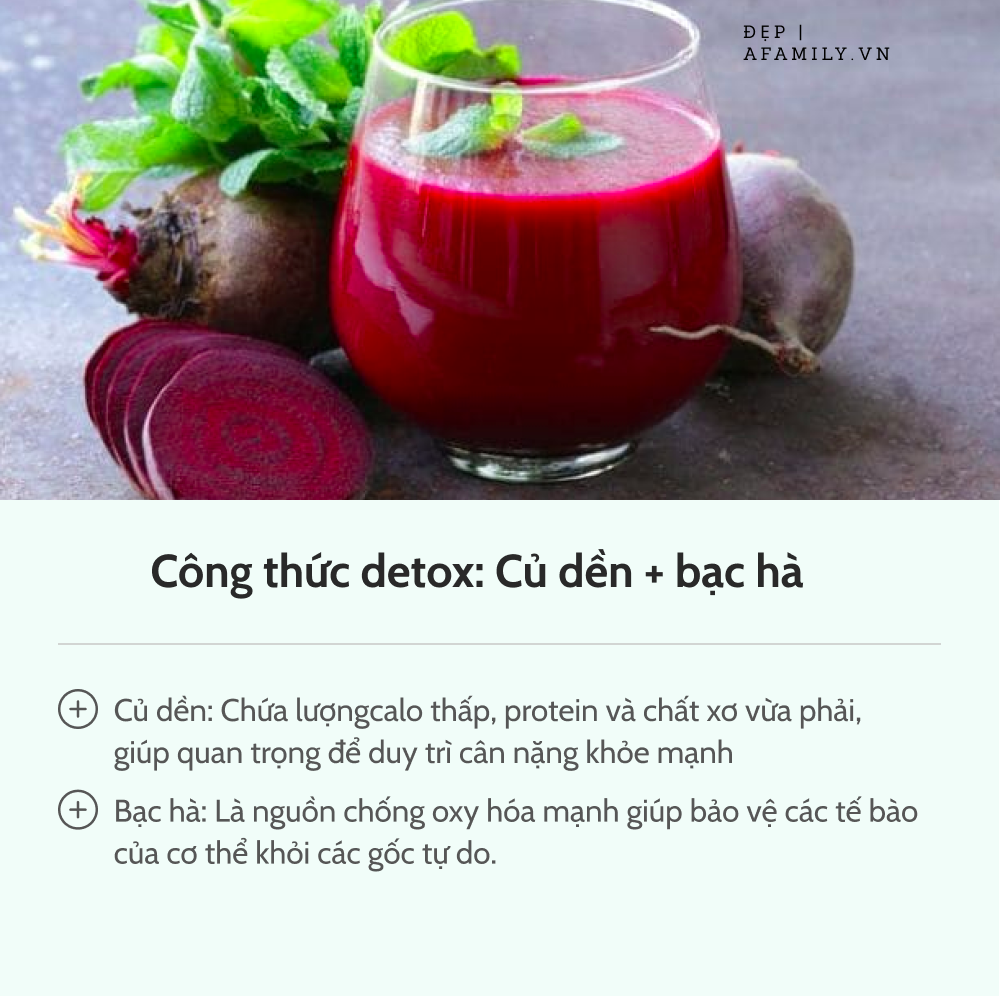 ĐẸP |
AFAMILY.VN
Công thức detox: Củ dền + bạc hà
Củ dền: Chứa lượngcalo thấp, protein và chất xơ vừa phải,
giúp quan trọng để duy trì cân nặng khỏe mạnh
Bạc hà: Là nguồn chống oxy hóa mạnh giúp bảo vệ các tế bào
của cơ thể khỏi các gốc tự do.